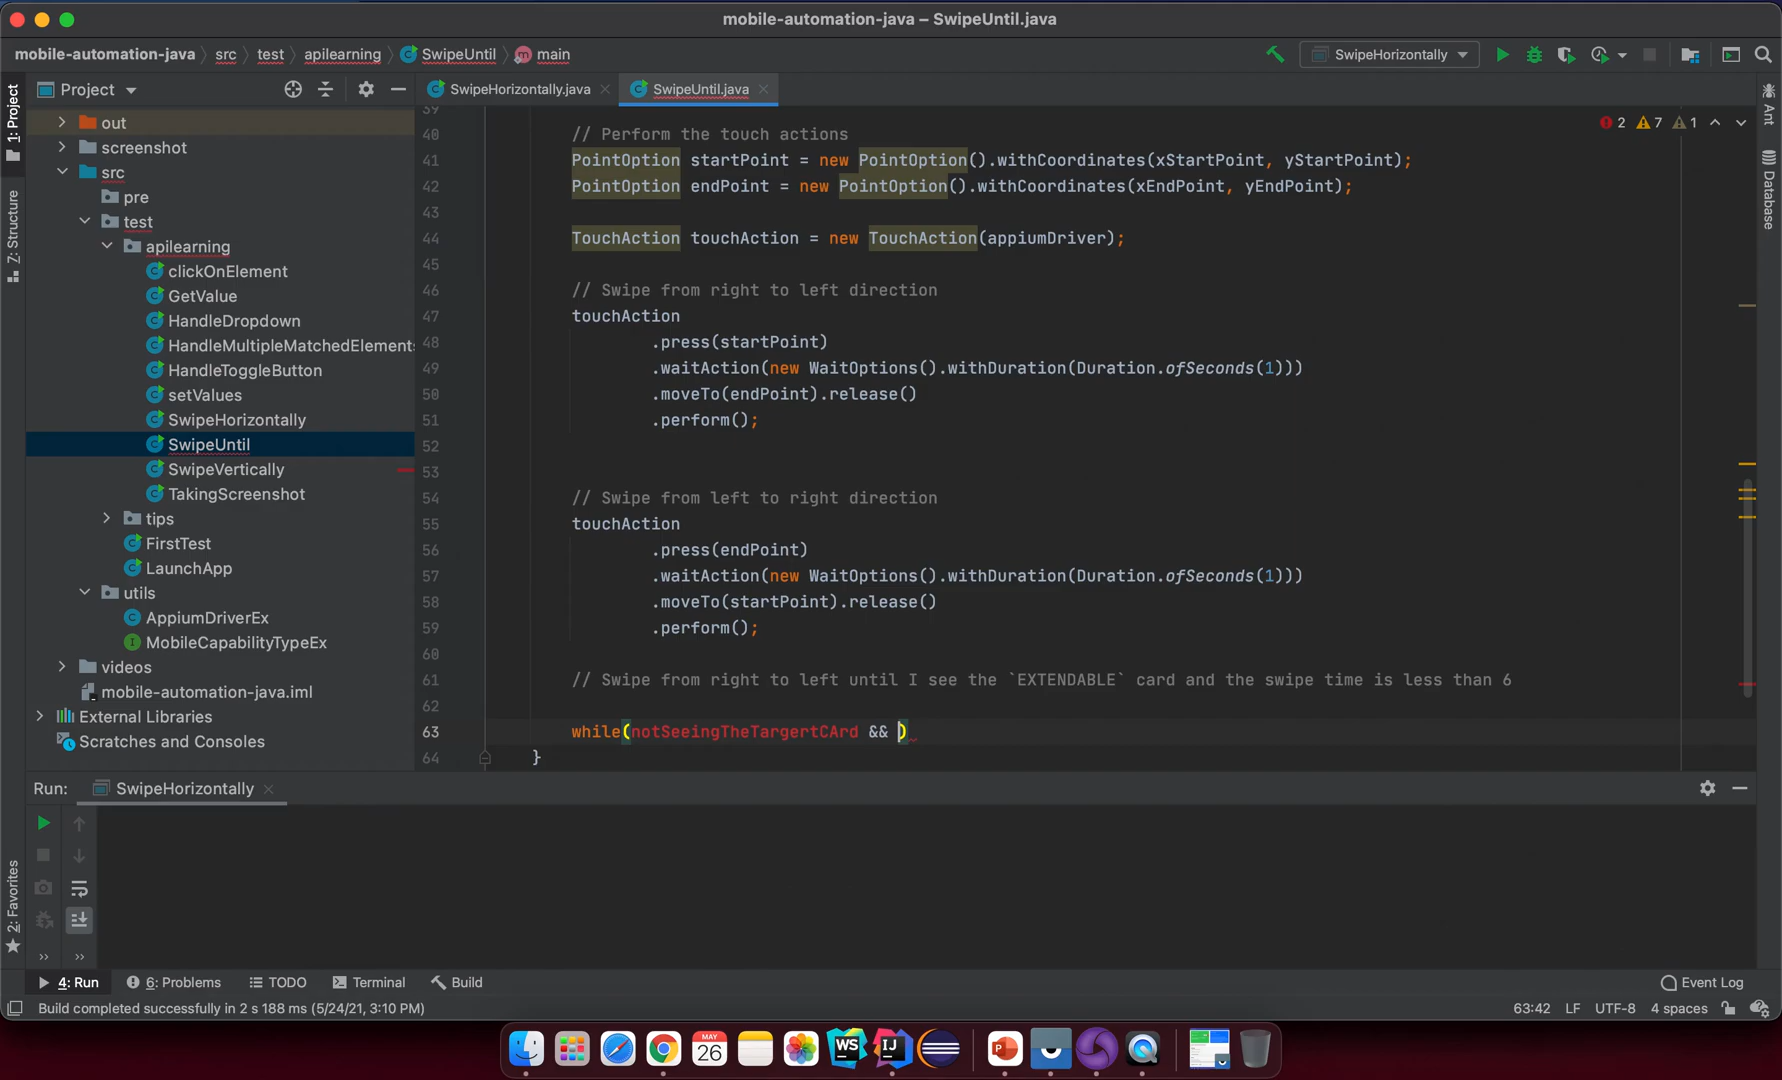 mobile-automation-java – SwipeUntil.java
mobile-automation-java src test apilearning SwipeUntil main
SwipeHorizontally
Project
SwipeHorizontally.java
SwipeUntil.java
1: Project
Z: Structure
2: Favorites
Ant
Database
out
screenshot
src
pre
test
apilearning
clickOnElement
GetValue
HandleDropdown
HandleMultipleMatchedElements
HandleToggleButton
setValues
SwipeHorizontally
SwipeUntil
SwipeVertically
TakingScreenshot
tips
FirstTest
LaunchApp
utils
AppiumDriverEx
MobileCapabilityTypeEx
videos
mobile-automation-java.iml
External Libraries
Scratches and Consoles
2 7 1
39
40 // Perform the touch actions
41 PointOption startPoint = new PointOption().withCoordinates(xStartPoint, yStartPoint);
42 PointOption endPoint = new PointOption().withCoordinates(xEndPoint, yEndPoint);
43
44 TouchAction touchAction = new TouchAction(appiumDriver);
45
46 // Swipe from right to left direction
47 touchAction
48 .press(startPoint)
49 .waitAction(new WaitOptions().withDuration(Duration.ofSeconds(1)))
50 .moveTo(endPoint).release()
51 .perform();
52
53
54 // Swipe from left to right direction
55 touchAction
56 .press(endPoint)
57 .waitAction(new WaitOptions().withDuration(Duration.ofSeconds(1)))
58 .moveTo(startPoint).release()
59 .perform();
60
61 // Swipe from right to left until I see the `EXTENDABLE` card and the swipe time is less than 6
62
63 while(notSeeingTheTargertCArd && )
64 }
Run: SwipeHorizontally
4: Run 6: Problems TODO Terminal Build Event Log
Build completed successfully in 2 s 188 ms (5/24/21, 3:10 PM) 63:42 LF UTF-8 4 spaces
MAY
26
WS
IJ
P